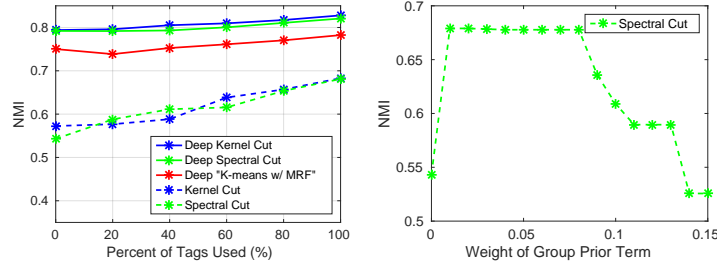 0.8
0.7
0.6
0.5
0.4
NMI
0 20 40 60 80 100
Percent of Tags Used (%)
Deep Kernel Cut
Deep Spectral Cut
Deep "K-means w/ MRF"
Kernel Cut
Spectral Cut
0.7
0.65
0.6
0.55
0.5
NMI
0 0.05 0.1 0.15
Weight of Group Prior Term
Spectral Cut